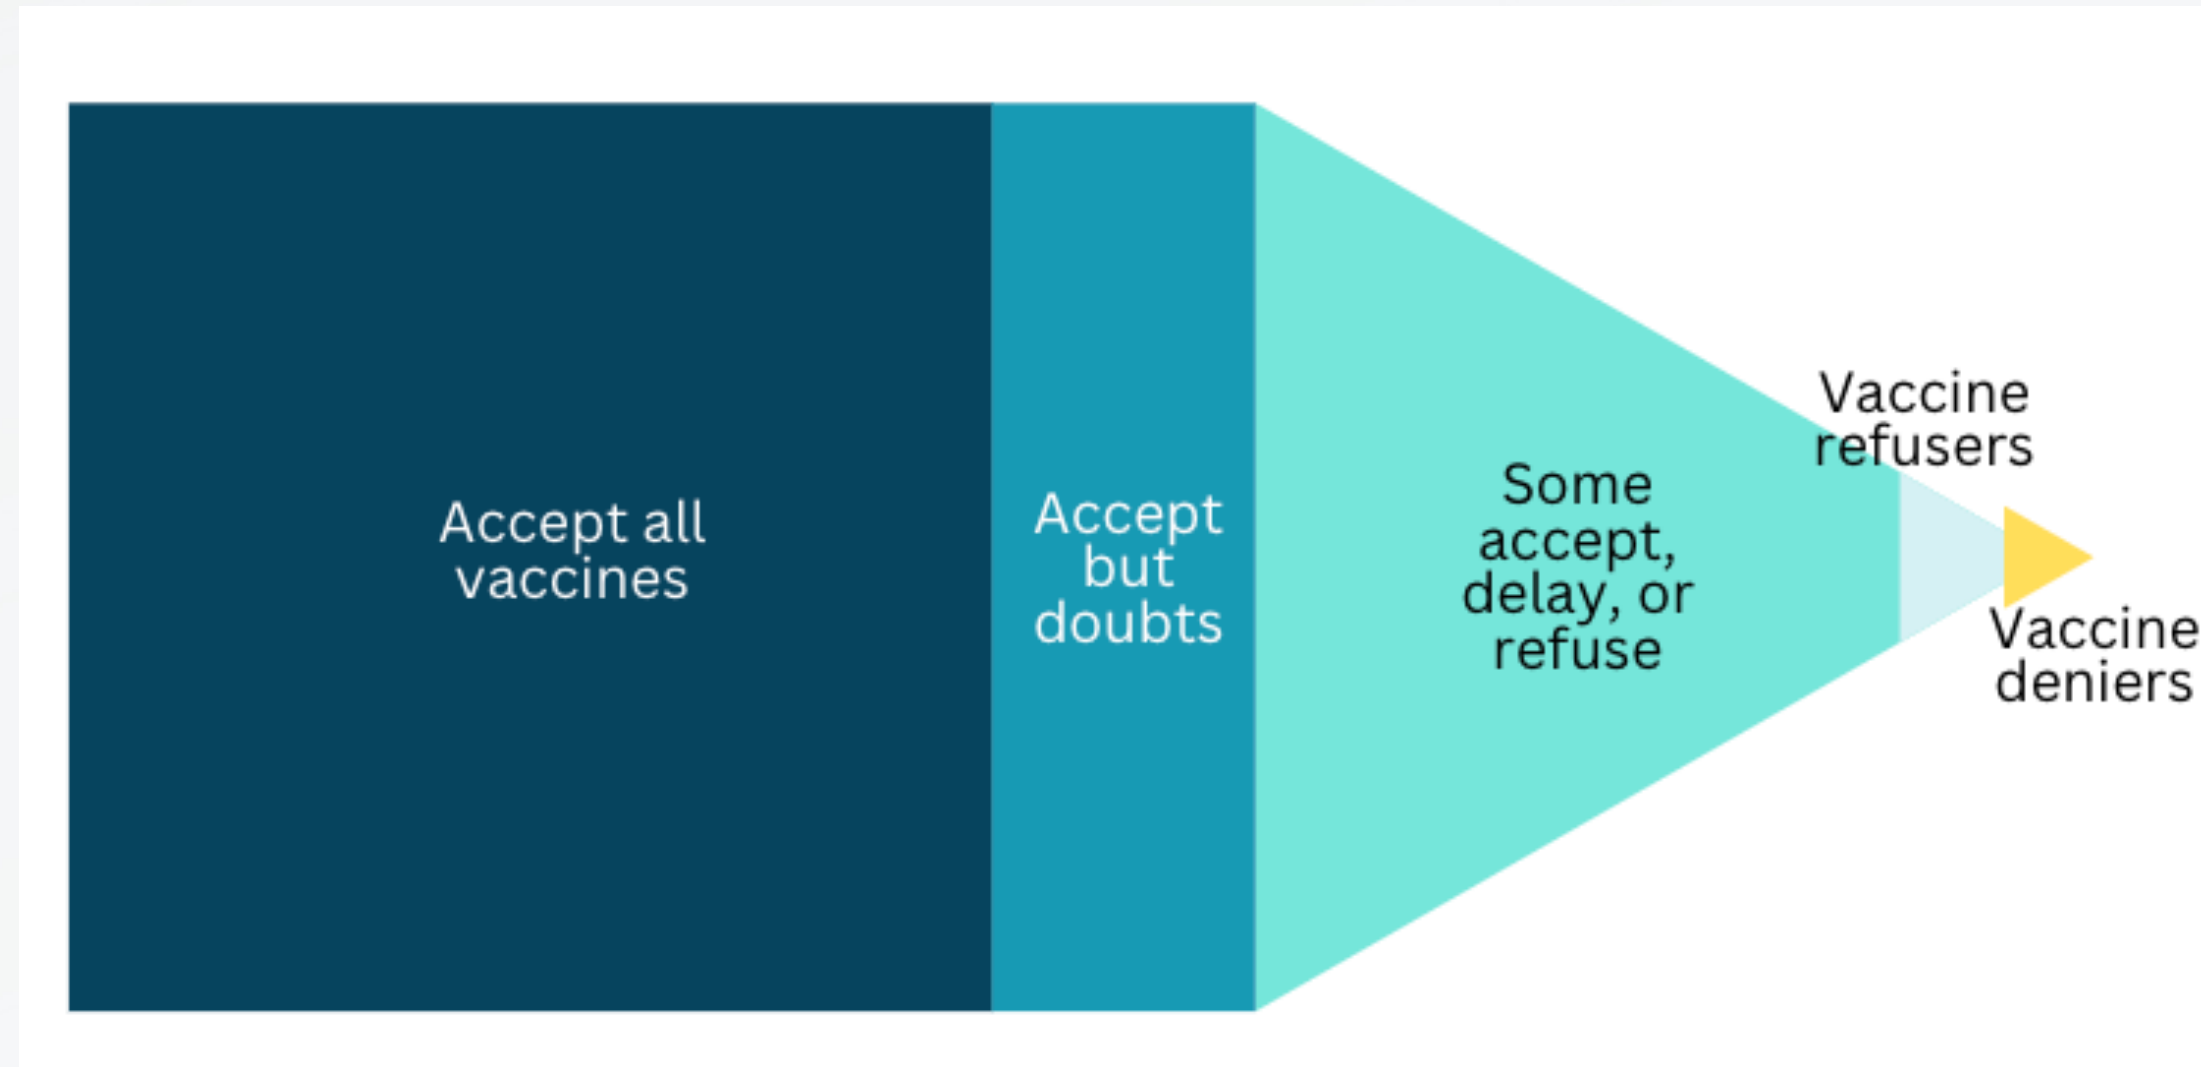 Accept all
vaccines
Accept
but
doubts
Some
accept,
delay, or
refuse
Vaccine
refusers
Vaccine
deniers